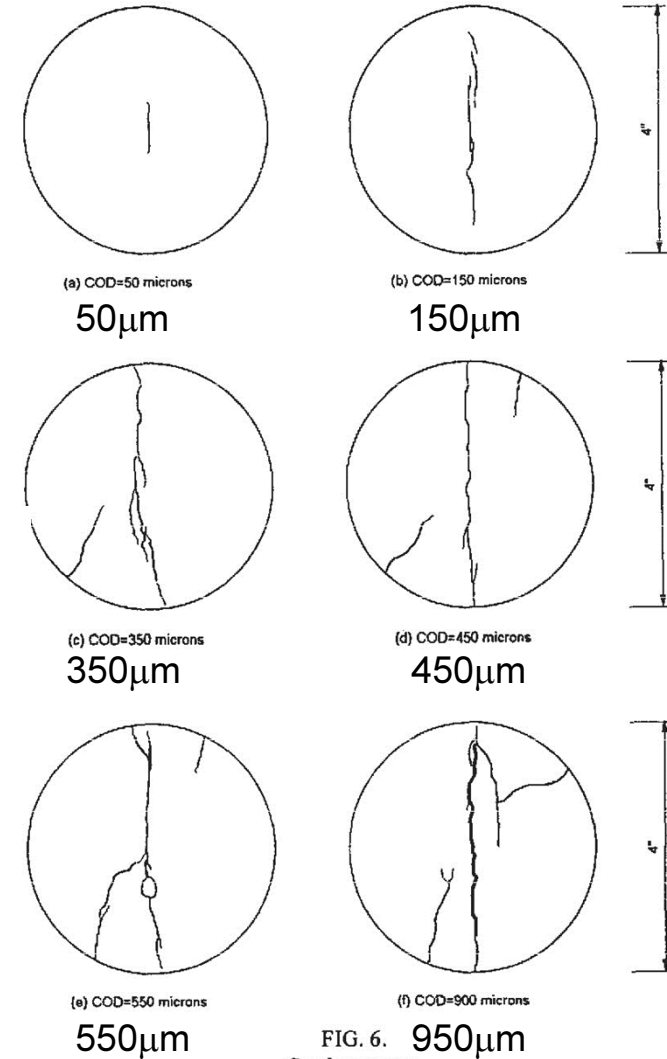 4"
(a) COD=50 microns
(b) COD=150 microns
50μm
150μm
4"
(c) COD=350 microns
(d) COD=450 microns
350μm
450μm
4"
(e) COD=550 microns
(f) COD=900 microns
550μm
FIG. 6.
950μm